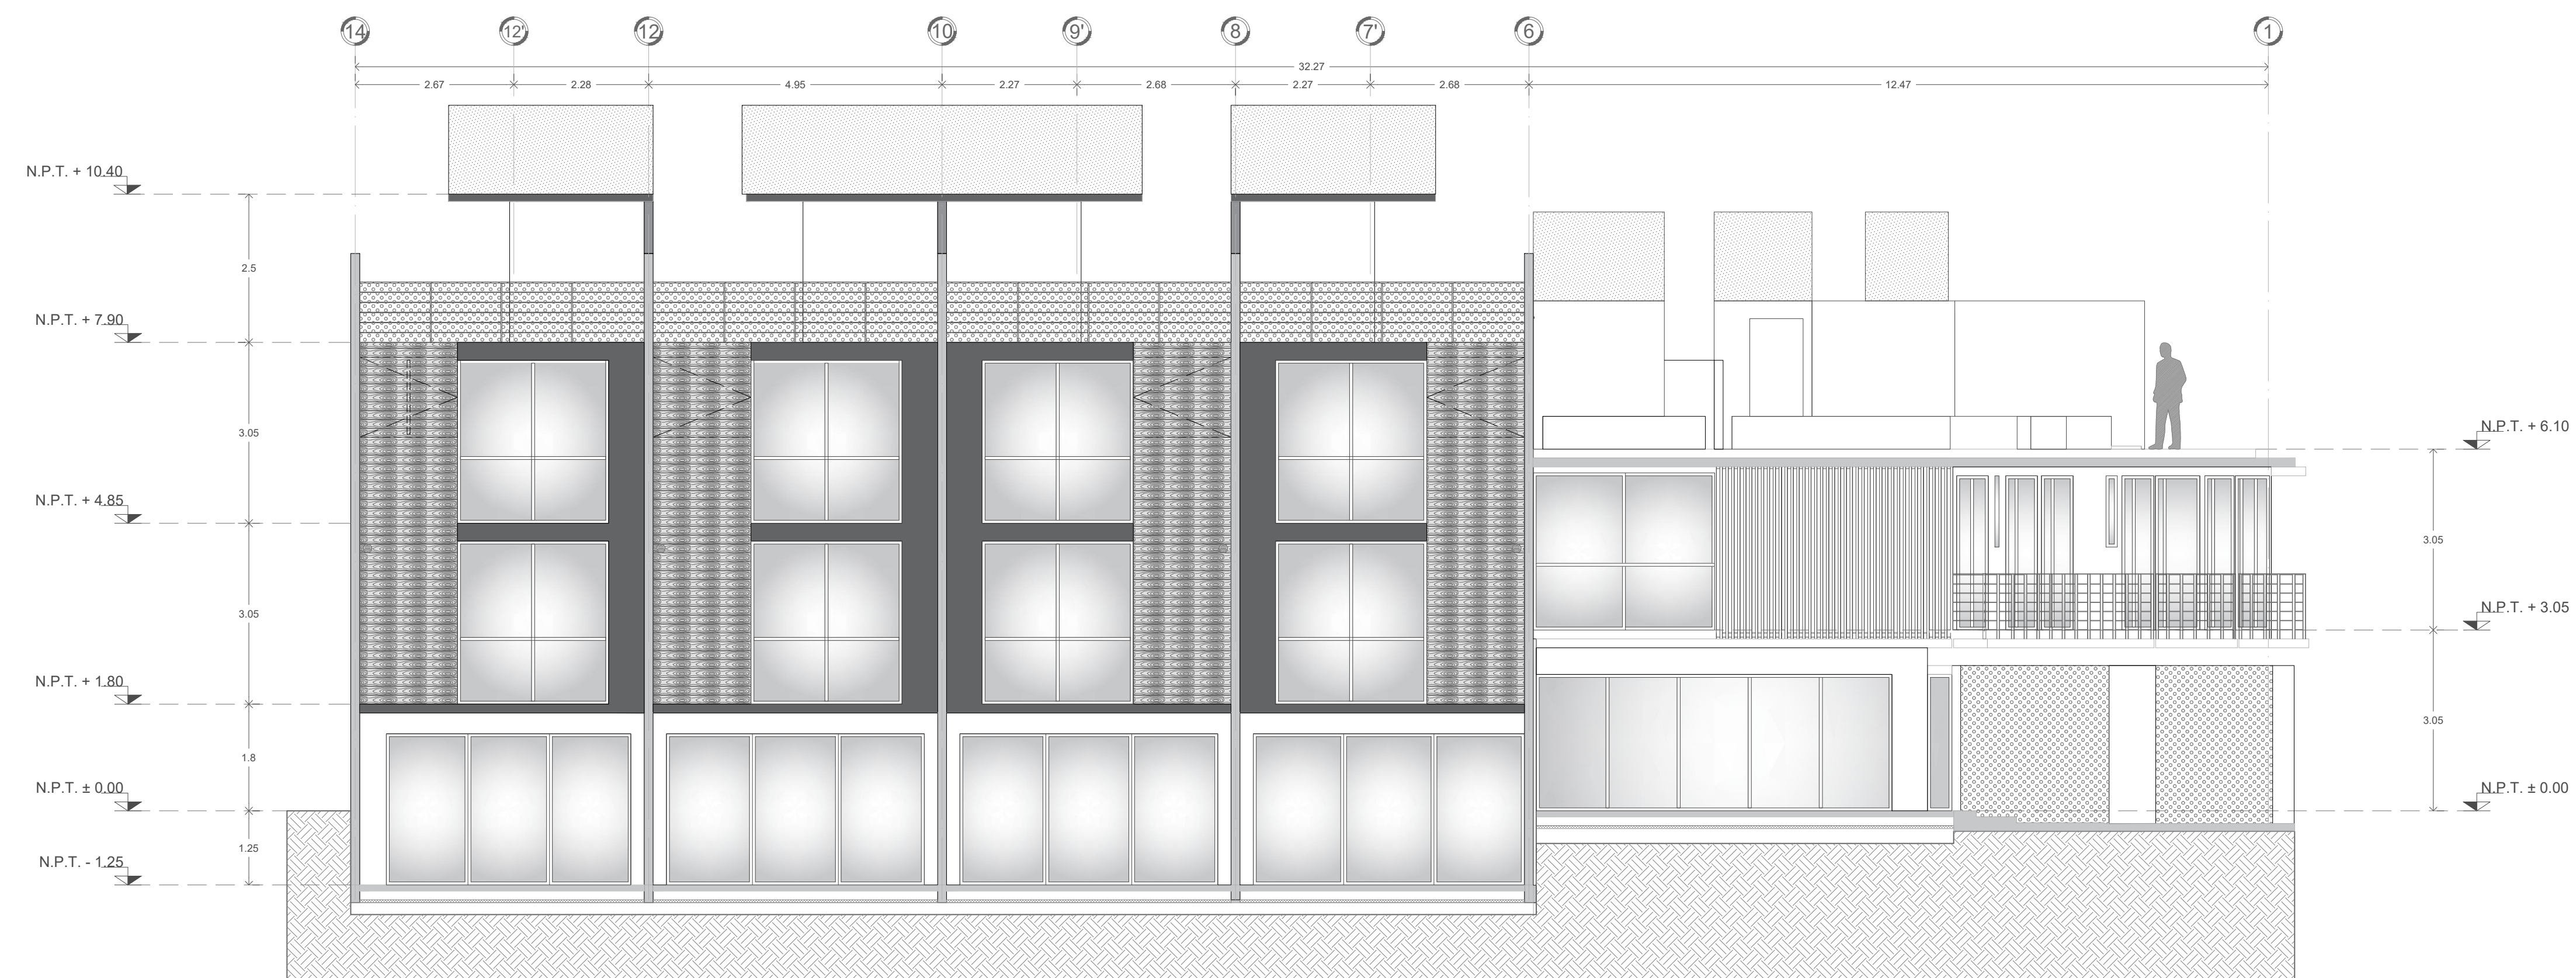 14 12' 12 10 9' 8 7' 6 1
32.27
2.67 2.28 4.95 2.27 2.68 2.27 2.68 12.47
N.P.T. + 10.40
2.5
N.P.T. + 7.90
3.05
N.P.T. + 6.10
N.P.T. + 4.85
3.05
3.05
N.P.T. + 3.05
N.P.T. + 1.80
3.05
1.8
N.P.T. ± 0.00
N.P.T. ± 0.00
1.25
N.P.T. - 1.25